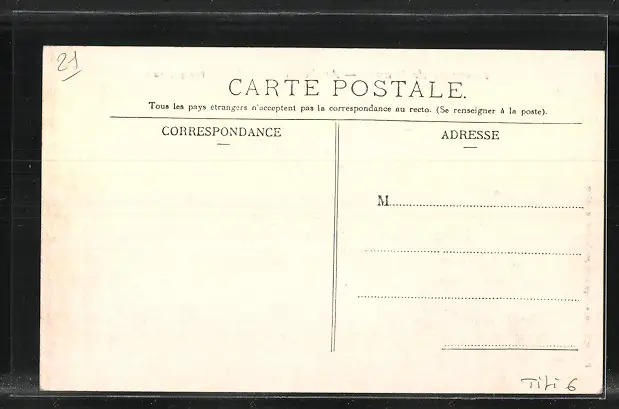 21
CARTE POSTALE.
Tous les pays étrangers n'acceptent pas la correspondance au recto. (Se renseigner à la poste).
CORRESPONDANCE
ADRESSE
M
Titi 6